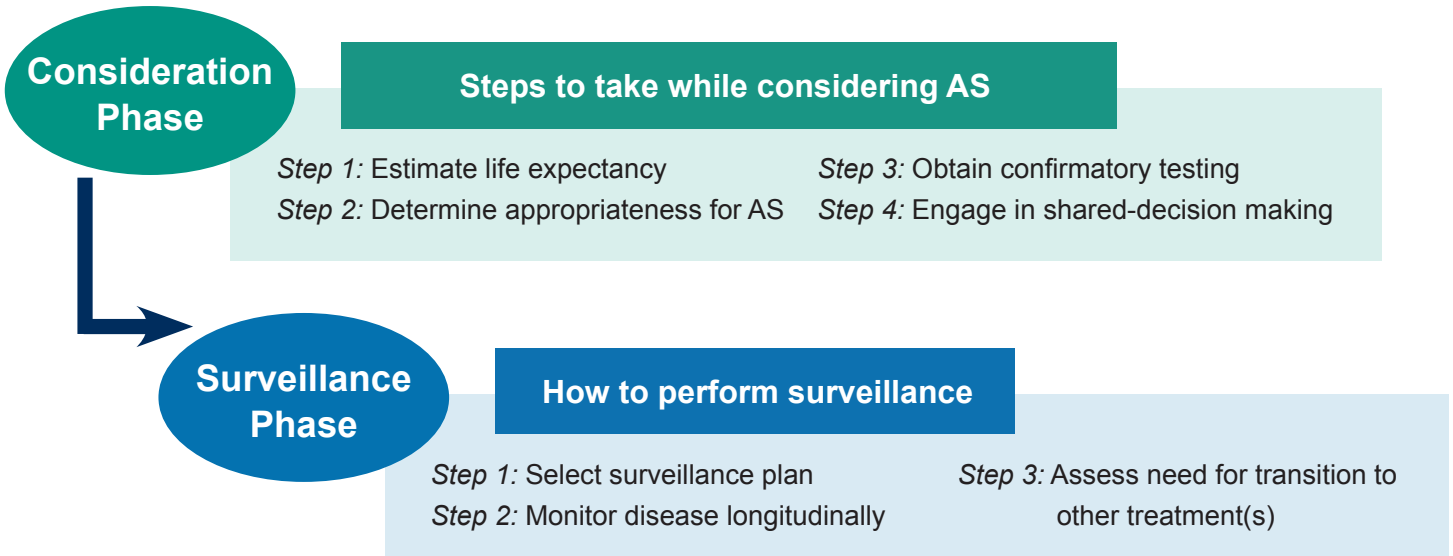 Consideration
Phase
Steps to take while considering AS
Step 1: Estimate life expectancy
Step 2: Determine appropriateness for AS
Step 3: Obtain confirmatory testing
Step 4: Engage in shared-decision making
Surveillance
Phase
How to perform surveillance
Step 1: Select surveillance plan
Step 2: Monitor disease longitudinally
Step 3: Assess need for transition to
other treatment(s)